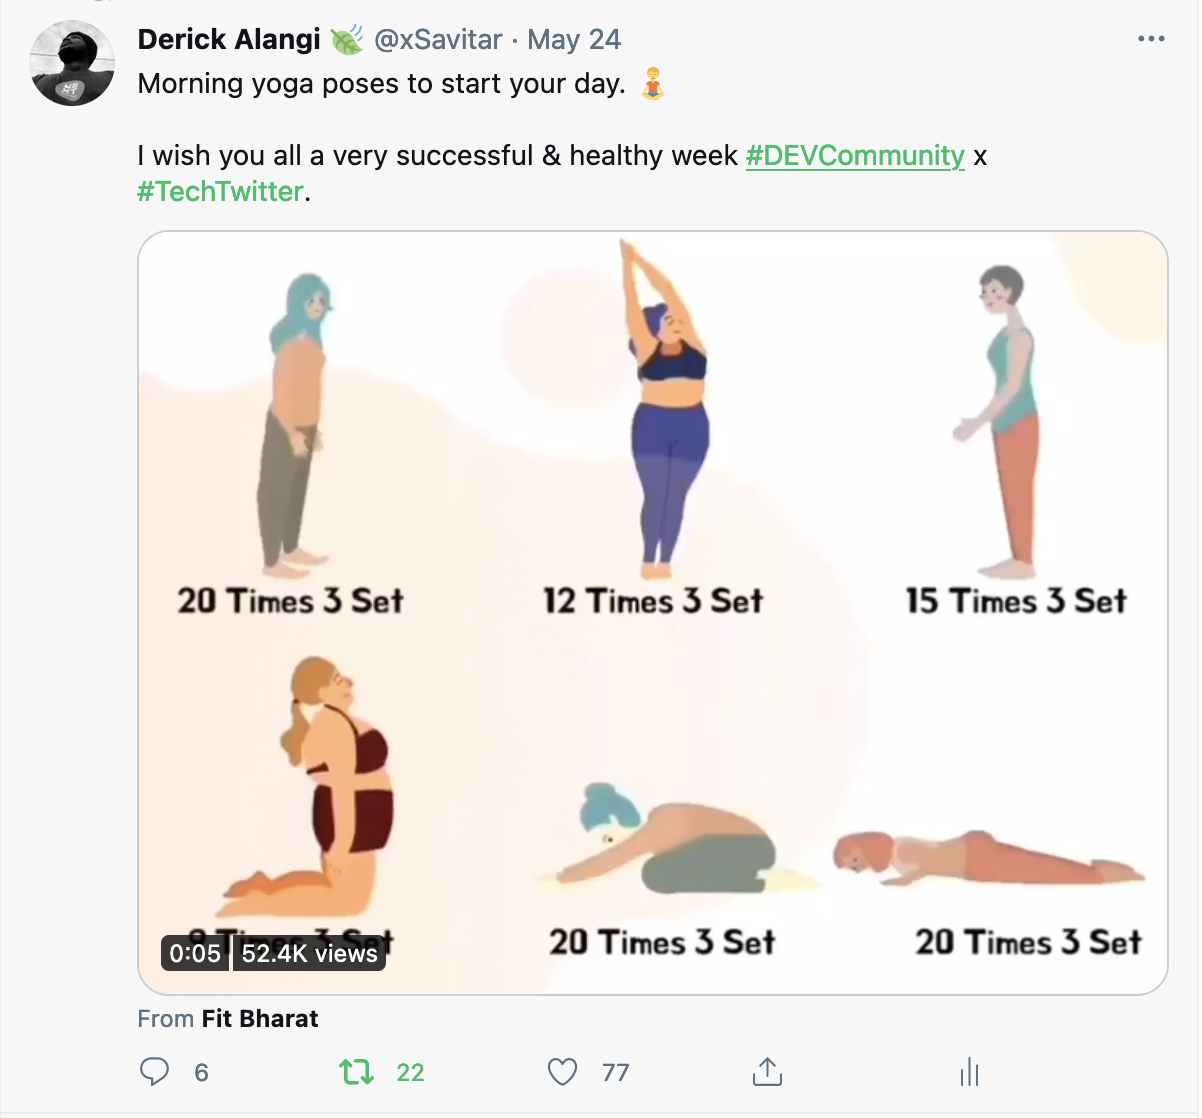 Derick Alangi @xSavitar · May 24
Morning yoga poses to start your day.
I wish you all a very successful & healthy week #DEVCommunity x
#TechTwitter.
20 Times 3 Set
12 Times 3 Set
15 Times 3 Set
Times 3 Set
20 Times 3 Set
20 Times 3 Set
0:05 52.4K views
From Fit Bharat
6
22
77